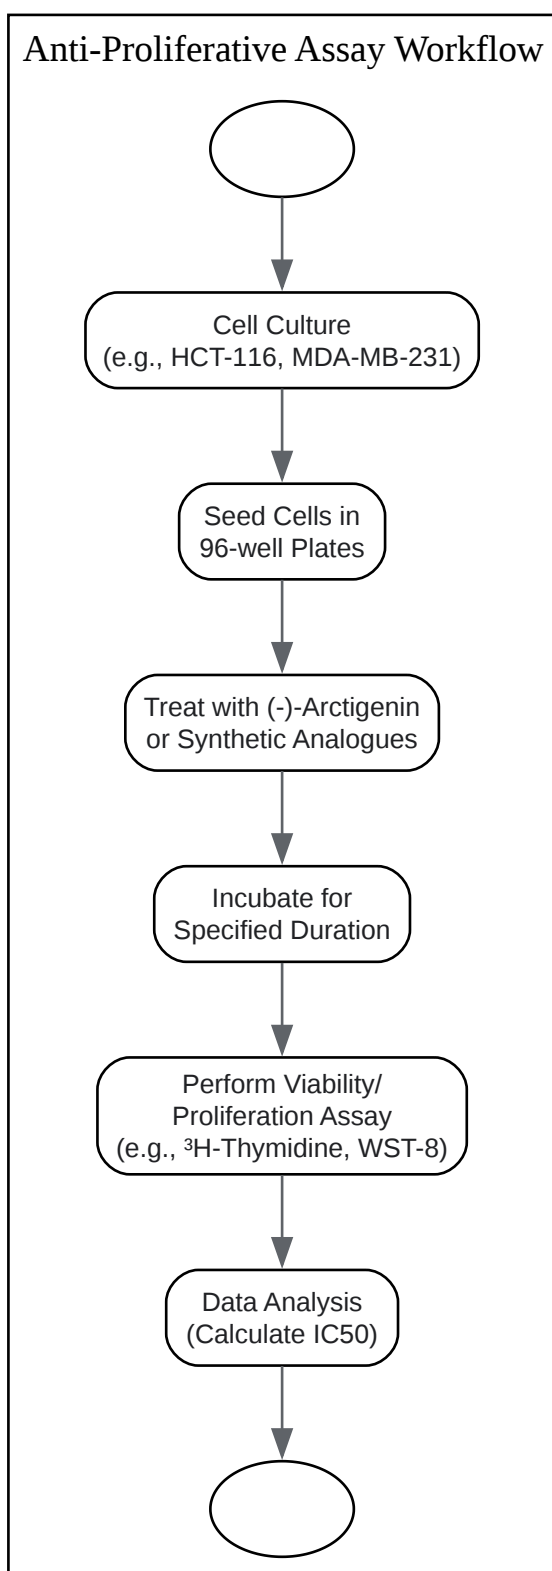 Anti-Proliferative Assay Workflow
Cell Culture
(e.g., HCT-116, MDA-MB-231)
Seed Cells in
96-well Plates
Treat with (-)-Arctigenin
or Synthetic Analogues
Incubate for
Specified Duration
Perform Viability/
Proliferation Assay
(e.g., ³H-Thymidine, WST-8)
Data Analysis
(Calculate IC50)